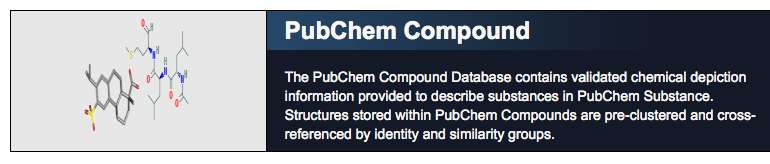 PubChem Compound
The PubChem Compound Database contains validated chemical depiction
information provided to describe substances in PubChem Substance.
Structures stored within PubChem Compounds are pre-clustered and cross-
referenced by identity and similarity groups.